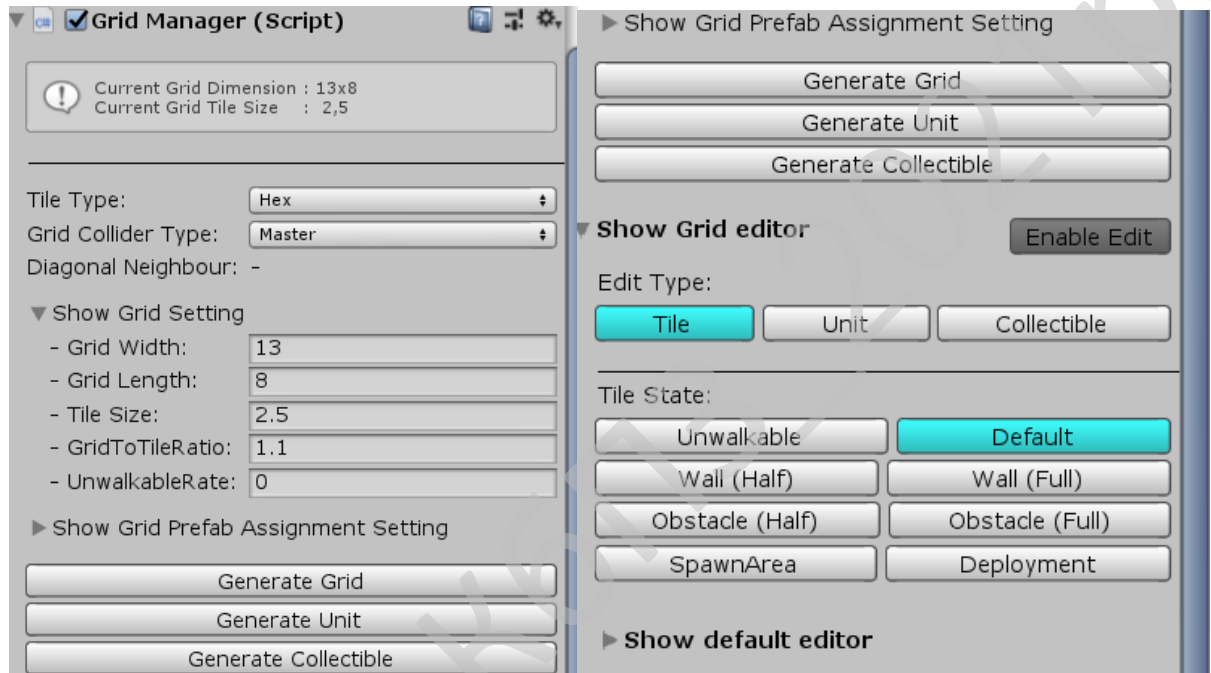 Grid Manager (Script)
Current Grid Dimension : 13x8
Current Grid Tile Size : 2,5
Tile Type: Hex
Grid Collider Type: Master
Diagonal Neighbour: -
Show Grid Setting
- Grid Width: 13
- Grid Length: 8
- Tile Size: 2.5
- GridToTileRatio: 1.1
- UnwalkableRate: 0
Show Grid Prefab Assignment Setting
Generate Grid
Generate Unit
Generate Collectible
Show Grid Prefab Assignment Setting
Generate Grid
Generate Unit
Generate Collectible
Show Grid editor Enable Edit
Edit Type:
Tile Unit Collectible
Tile State:
Unwalkable Default
Wall (Half) Wall (Full)
Obstacle (Half) Obstacle (Full)
SpawnArea Deployment
Show default editor